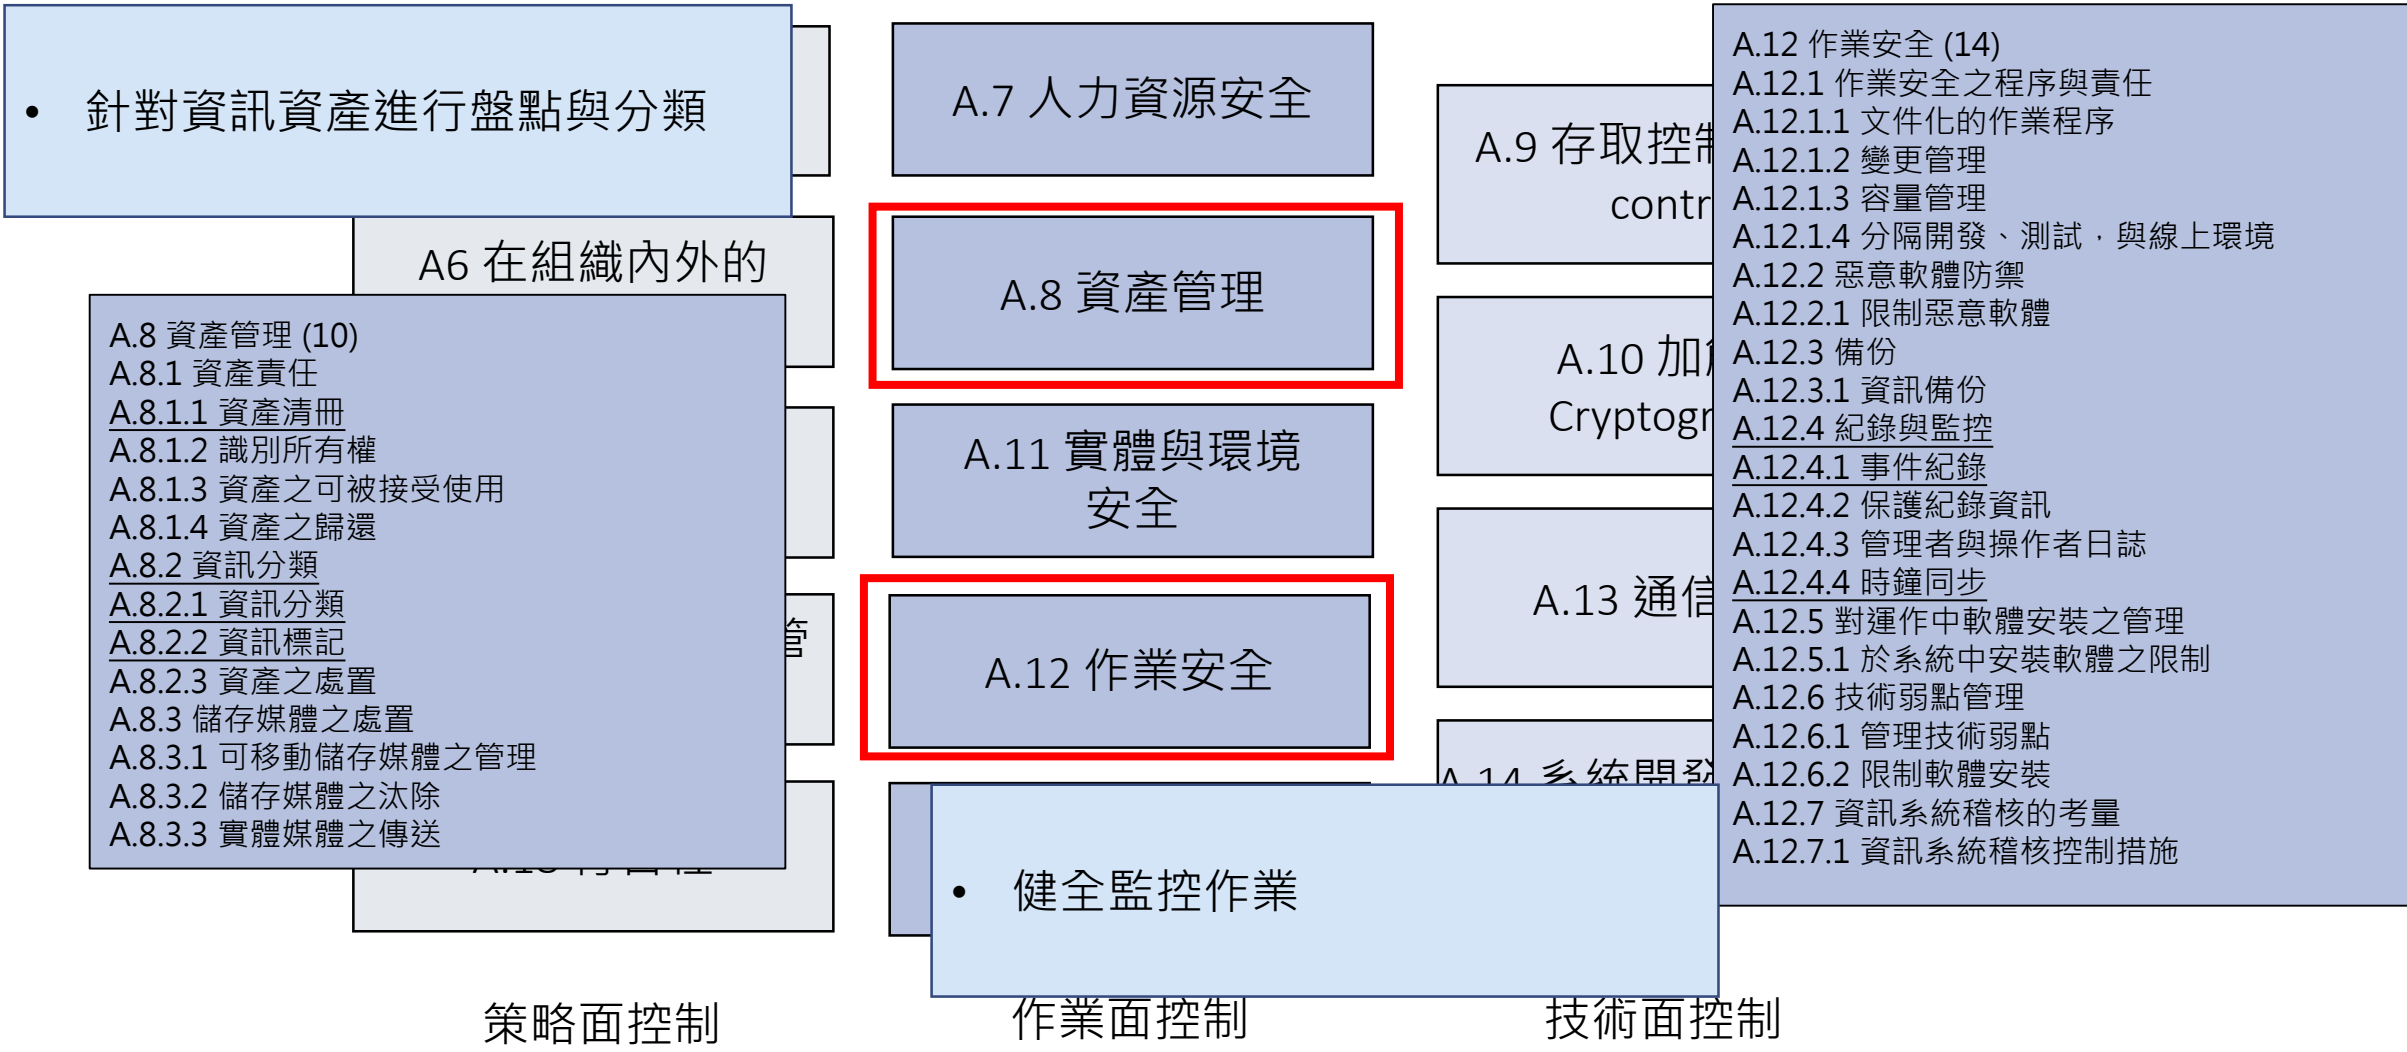 • 針對資訊資產進行盤點與分類
A6 在組織內外的
A.8 資產管理 (10)
A.8.1 資產責任
A.8.1.1 資產清冊
A.8.1.2 識別所有權
A.8.1.3 資產之可被接受使用
A.8.1.4 資產之歸還
A.8.2 資訊分類
A.8.2.1 資訊分類
A.8.2.2 資訊標記
A.8.2.3 資產之處置
A.8.3 儲存媒體之處置
A.8.3.1 可移動儲存媒體之管理
A.8.3.2 儲存媒體之汰除
A.8.3.3 實體媒體之傳送
策略面控制
A.7 人力資源安全
A.8 資產管理
A.11 實體與環境
安全
A.12 作業安全
• 健全監控作業
作業面控制
A.9 存取控
contr
A.10 加
Cryptogr
A.13 通信
A.14 系統開發
技術面控制
A.12 作業安全 (14)
A.12.1 作業安全之程序與責任
A.12.1.1 文件化的作業程序
A.12.1.2 變更管理
A.12.1.3 容量管理
A.12.1.4 分隔開發、測試，與線上環境
A.12.2 惡意軟體防禦
A.12.2.1 限制惡意軟體
A.12.3 備份
A.12.3.1 資訊備份
A.12.4 紀錄與監控
A.12.4.1 事件紀錄
A.12.4.2 保護紀錄資訊
A.12.4.3 管理者與操作者日誌
A.12.4.4 時鐘同步
A.12.5 對運作中軟體安裝之管理
A.12.5.1 於系統中安裝軟體之限制
A.12.6 技術弱點管理
A.12.6.1 管理技術弱點
A.12.6.2 限制軟體安裝
A.12.7 資訊系統稽核的考量
A.12.7.1 資訊系統稽核控制措施